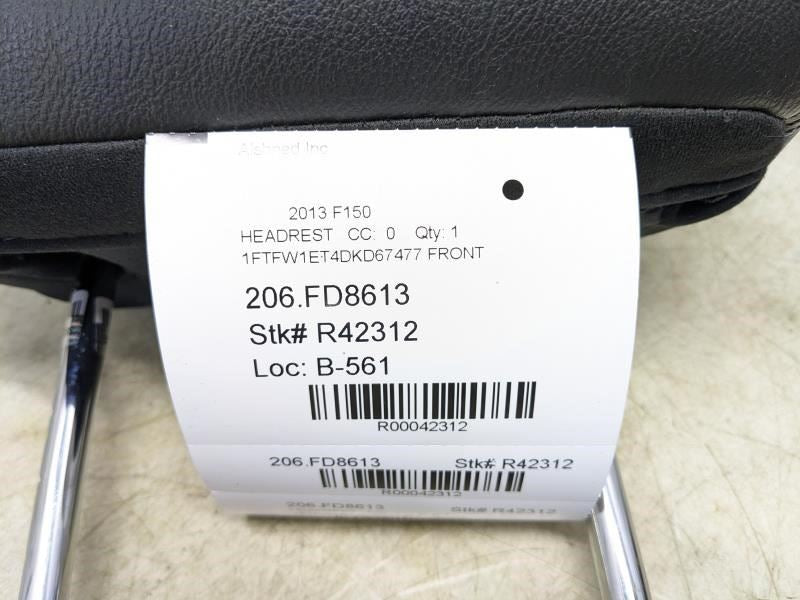 Inc
2013 F150
HEADREST CC: 0 Qty: 1
1FTFW1ET4DKD67477 FRONT
206.FD8613
Stk# R42312
Loc: B-561
R00042312
206.FD8613 Stk# R42312
R00042312
206.FD8613 Stk# R42312